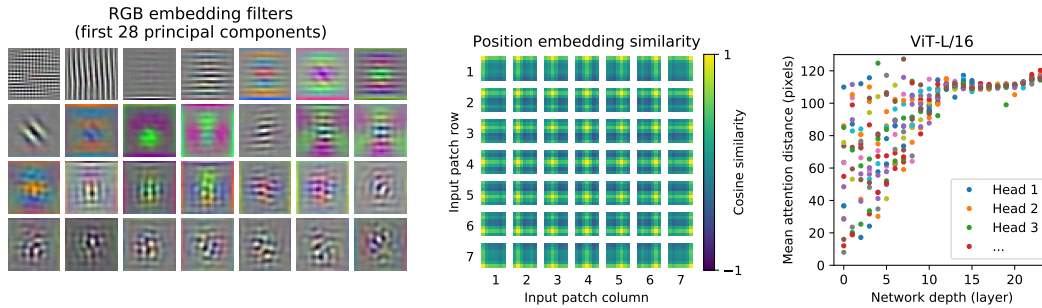 RGB embedding filters
(first 28 principal components)
Position embedding similarity
Input patch row
1
2
3
4
5
6
7
1 2 3 4 5 6 7
Input patch column
1
−1
Cosine similarity
ViT-L/16
Mean attention distance (pixels)
120
100
80
60
40
20
0
0 5 10 15 20
Network depth (layer)
Head 1
Head 2
Head 3
...